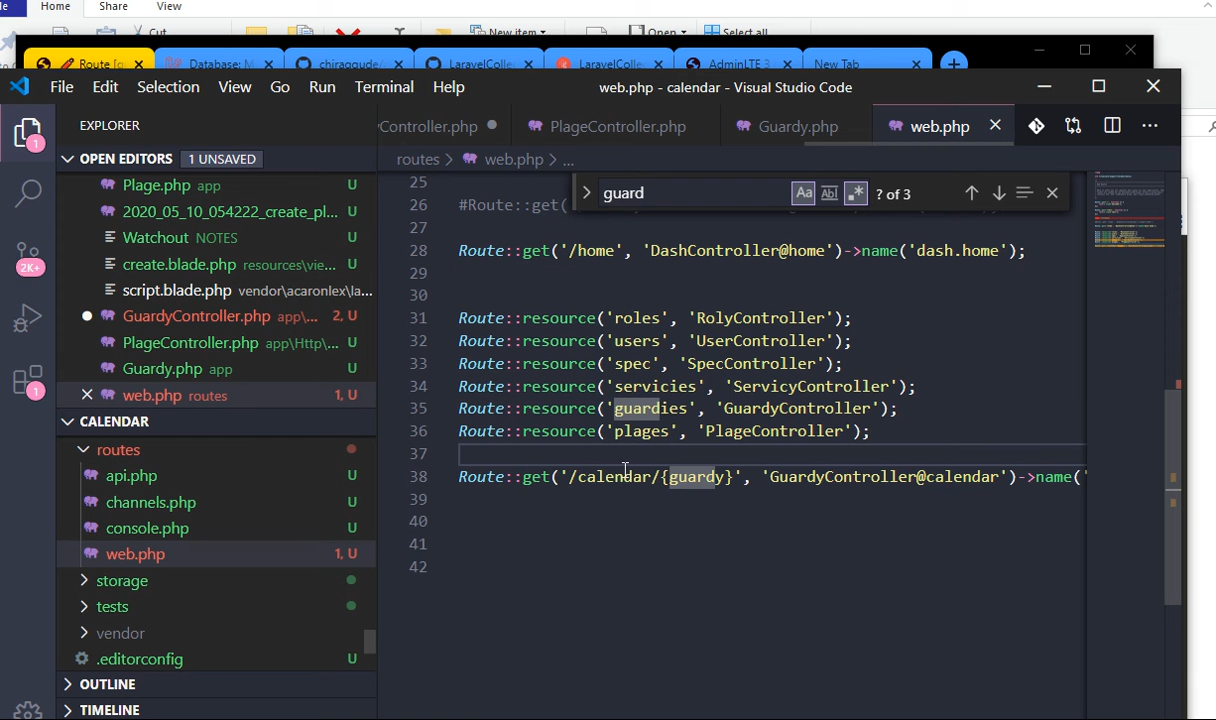 Home Share View
Cut New item Open Select all
Route [g Database: M chiraggude/ LaravelColle LaravelColle AdminLTE 3 New Tab
File Edit Selection View Go Run Terminal Help web.php - calendar - Visual Studio Code
EXPLORER
Controller.php PlageController.php Guardy.php web.php
OPEN EDITORS 1 UNSAVED
routes > web.php > ...
Plage.php app U
2020_05_10_054222_create_pl... U
Watchout NOTES U
create.blade.php resources\vie... U
script.blade.php vendor\acaronlex\la...
GuardyController.php app\... 2, U
PlageController.php app\Http\... U
Guardy.php app U
web.php routes 1, U
CALENDAR
routes
api.php U
channels.php U
console.php U
web.php 1, U
storage
tests
vendor
.editorconfig U
OUTLINE
TIMELINE
2K+
1
1
guard Aa Abl .* ? of 3
25
26 #Route::get(
27
28 Route::get('/home', 'DashController@home')->name('dash.home');
29
30
31 Route::resource('roles', 'RolyController');
32 Route::resource('users', 'UserController');
33 Route::resource('spec', 'SpecController');
34 Route::resource('servicies', 'ServicyController');
35 Route::resource('guardies', 'GuardyController');
36 Route::resource('plages', 'PlageController');
37
38 Route::get('/calendar/{guardy}', 'GuardyController@calendar')->name('
39
40
41
42